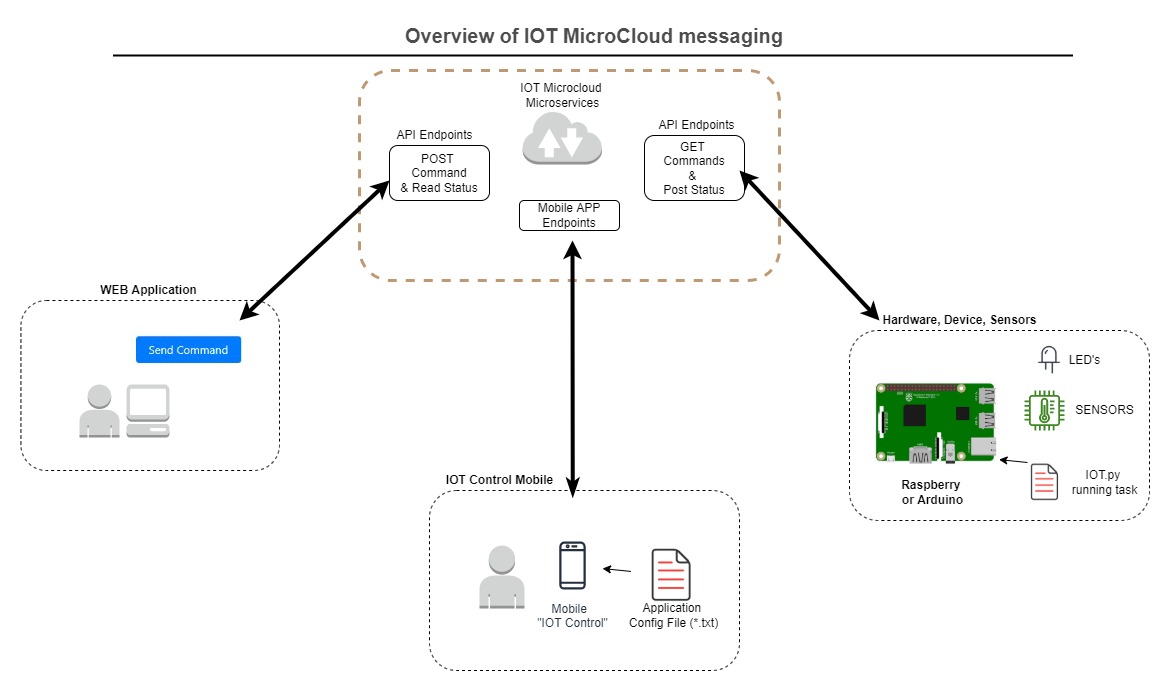 Overview of IOT MicroCloud messaging
IOT Microcloud
Microservices
API Endpoints
POST
Command
& Read Status
API Endpoints
GET
Commands
&
Post Status
Mobile APP
Endpoints
WEB Application
Send Command
Hardware, Device, Sensors
LED's
SENSORS
IOT.py
running task
Raspberry
or Arduino
IOT Control Mobile
Mobile
"IOT Control"
Application
Config File (*.txt)